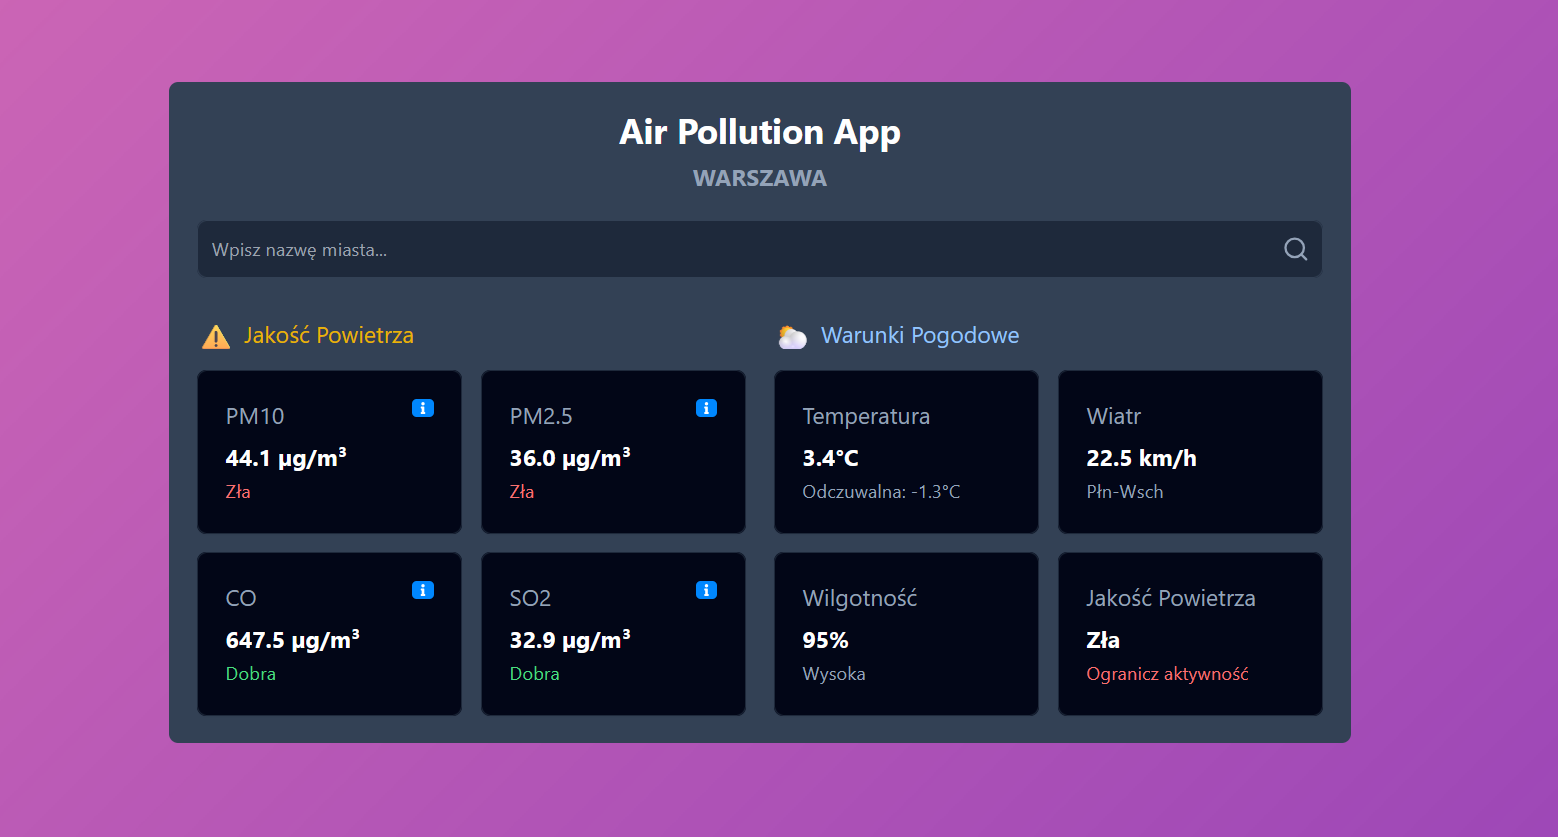 Air Pollution App
WARSZAWA
Wpisz nazwę miasta...
Jakość Powietrza
PM10
44.1 µg/m³
Zła
PM2.5
36.0 µg/m³
Zła
CO
647.5 µg/m³
Dobra
SO2
32.9 µg/m³
Dobra
Warunki Pogodowe
Temperatura
3.4°C
Odczuwalna: -1.3°C
Wiatr
22.5 km/h
Płn-Wsch
Wilgotność
95%
Wysoka
Jakość Powietrza
Zła
Ogranicz aktywność